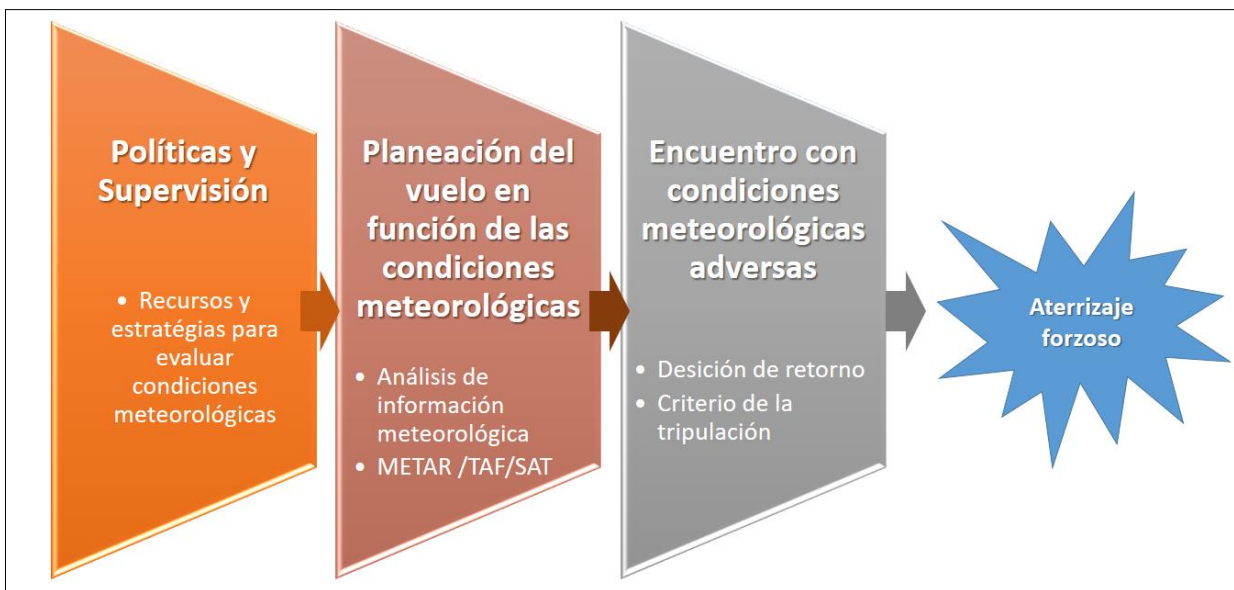 Políticas y
Supervisión
• Recursos y
estratégias para
evaluar
condiciones
meteorológicas
Planeación del
vuelo en
función de las
condiciones
meteorológicas
• Análisis de
información
meteorológica
• METAR /TAF/SAT
Encuentro con
condiciones
meteorológicas
adversas
• Desición de retorno
• Criterio de la
tripulación
Aterrizaje
forzoso